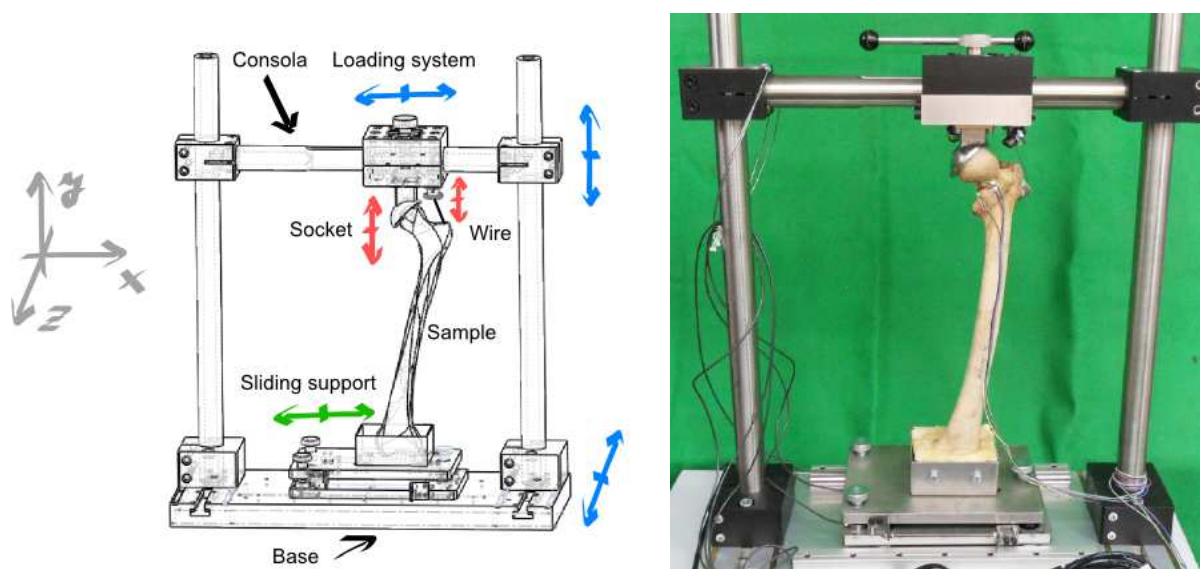 Consola
Loading system
y
x
z
Socket
Wire
Sample
Sliding support
Base